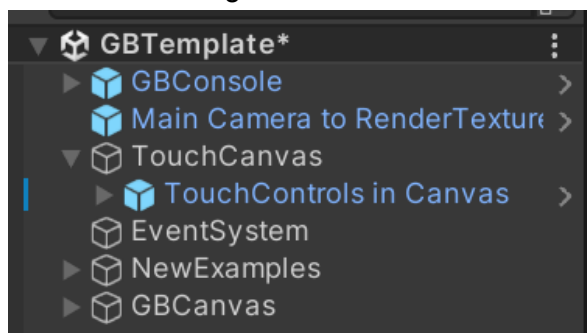 GBTemplate*
GBConsole
Main Camera to RenderTexture
TouchCanvas
TouchControls in Canvas
EventSystem
NewExamples
GBCanvas